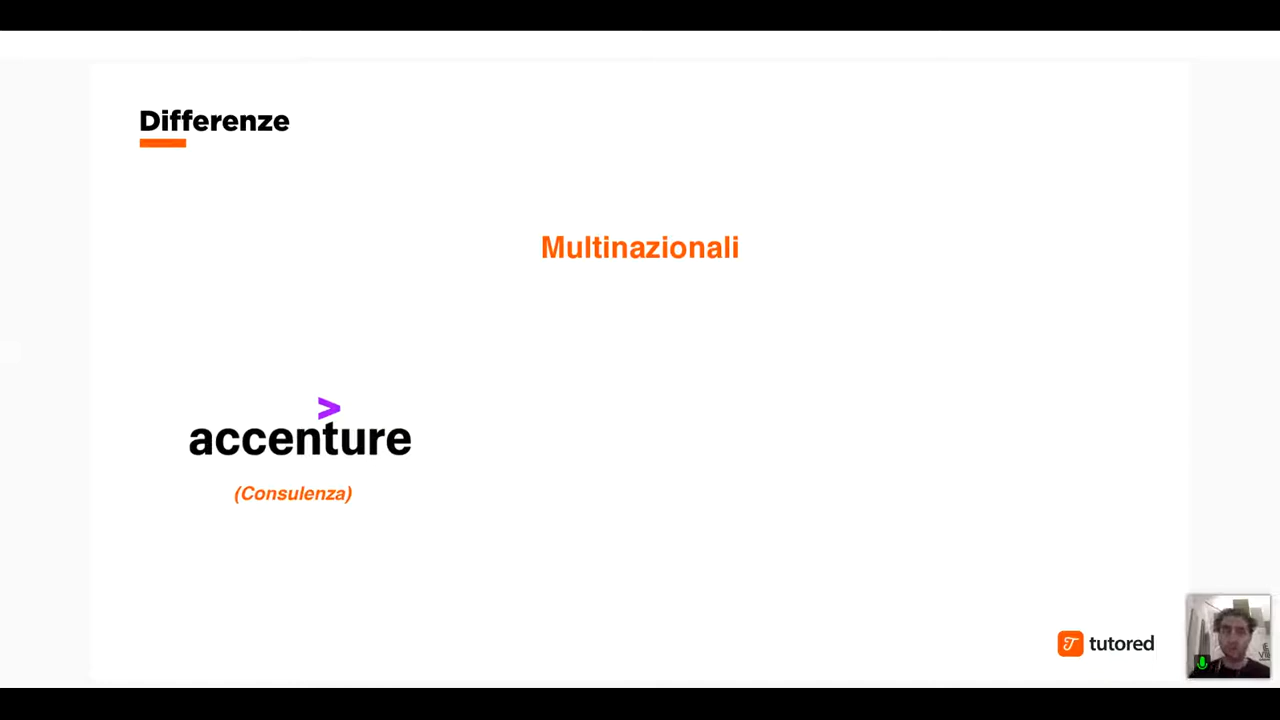 Differenze
Multinazionali
>
accenture
(Consulenza)
tutored